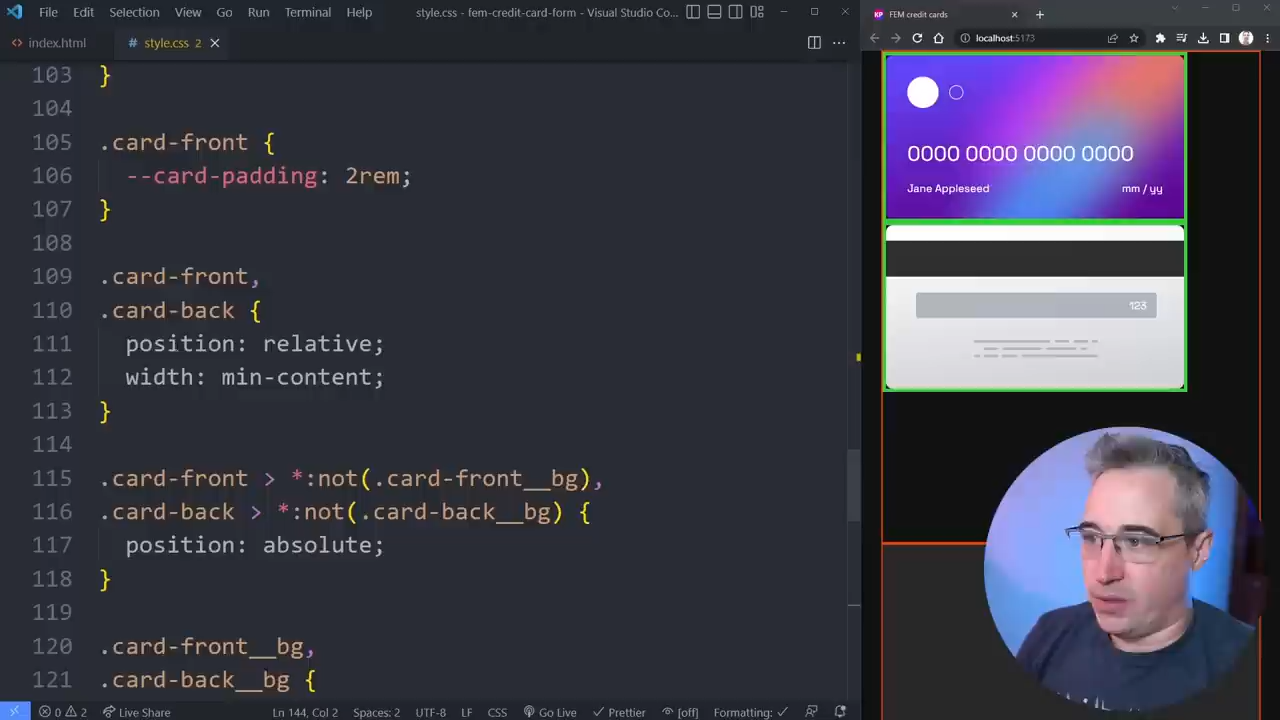 File Edit Selection View Go Run Terminal Help style.css - fem-credit-card-form - Visual Studio Co...
index.html
style.css 2
103 }
104
105 .card-front {
106 --card-padding: 2rem;
107 }
108
109 .card-front,
110 .card-back {
111 position: relative;
112 width: min-content;
113 }
114
115 .card-front > *:not(.card-front__bg),
116 .card-back > *:not(.card-back__bg) {
117 position: absolute;
118 }
119
120 .card-front__bg,
121 .card-back__bg {
0 2 Live Share Ln 144, Col 2 Spaces: 2 UTF-8 LF CSS Go Live Prettier [off] Formatting:
KP FEM credit cards
localhost:5173
0000 0000 0000 0000
Jane Appleseed mm / yy
123